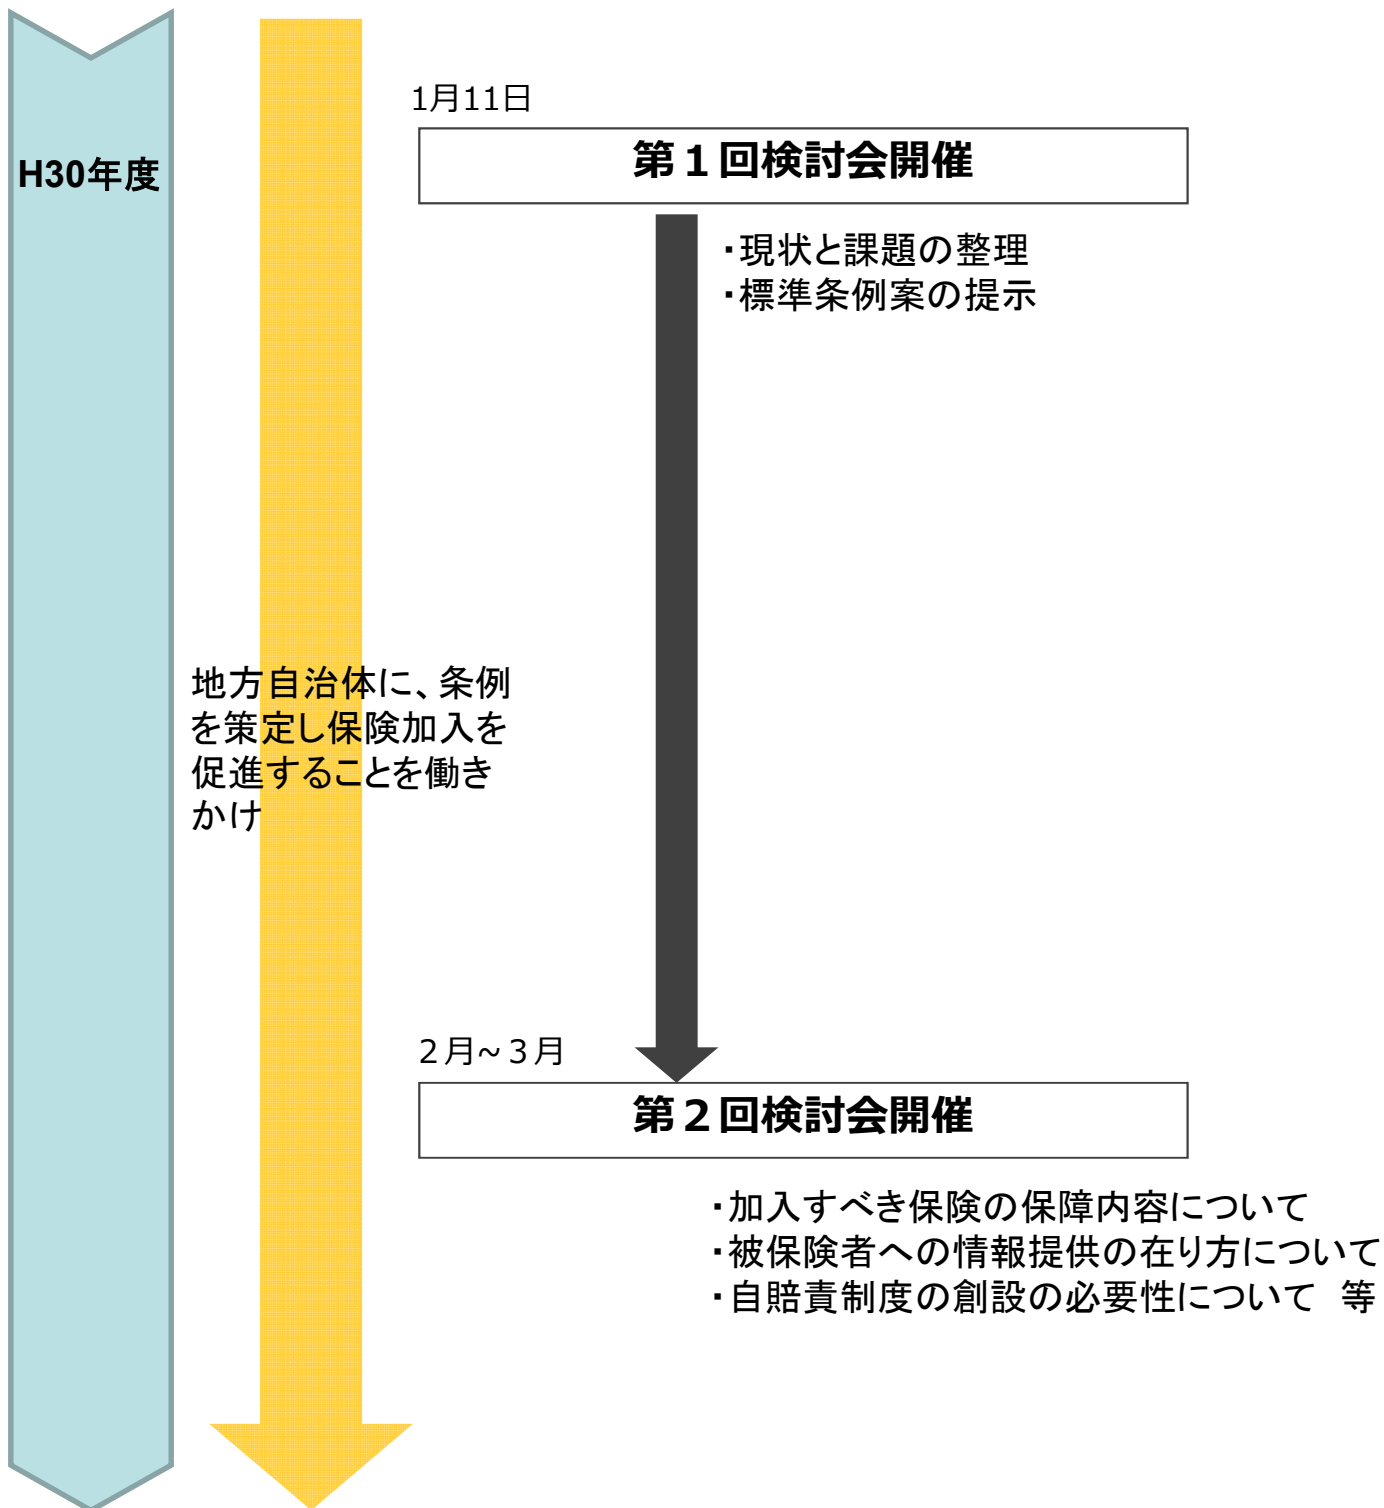 H30年度
1月11日
第１回検討会開催
・現状と課題の整理
・標準条例案の提示
地方自治体に、条例
を策定し保険加入を
促進することを働き
かけ
２月~３月
第２回検討会開催
・加入すべき保険の保障内容について
・被保険者への情報提供の在り方について
・自賠責制度の創設の必要性について　等